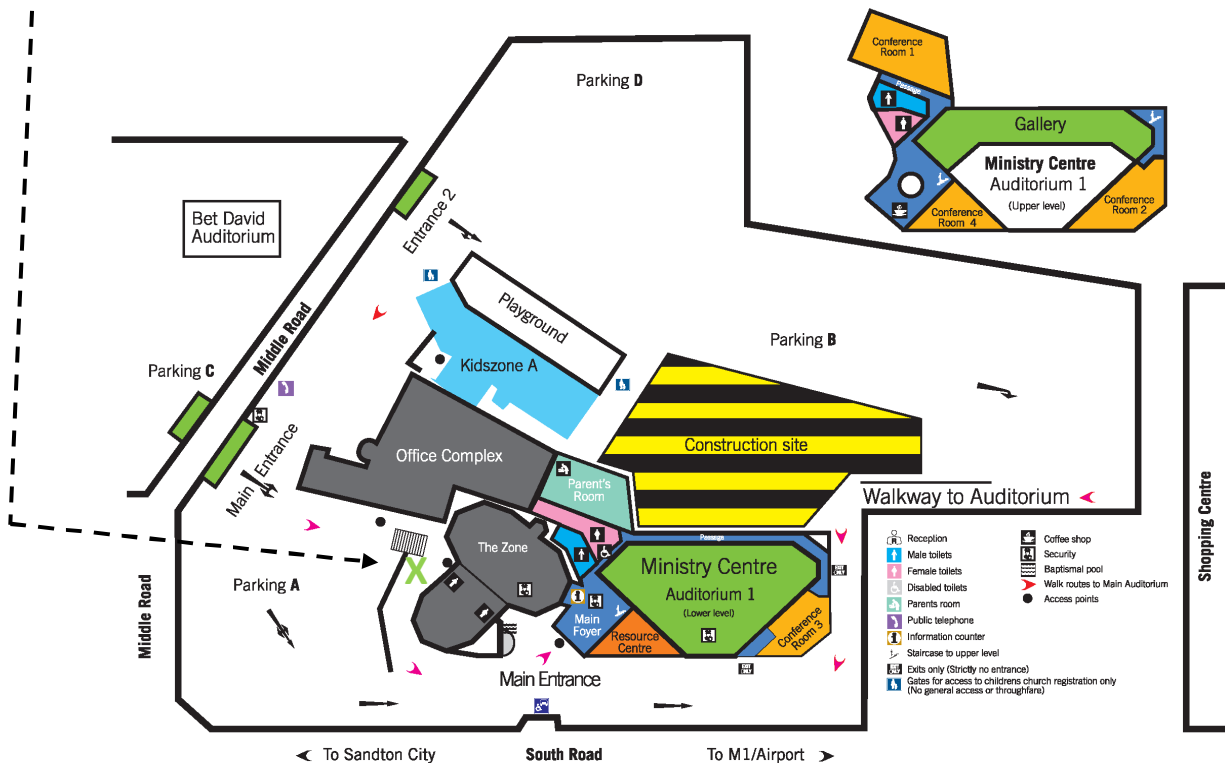 Parking D
Conference
Room 1
Passage
Gallery
Ministry Centre
Auditorium 1
(Upper level)
Conference
Room 4
Conference
Room 2
Bet David
Auditorium
Entrance 2
Playground
Kidszone A
Middle Road
Parking C
Parking B
Main Entrance
Office Complex
Construction site
Parent's
Room
Walkway to Auditorium
The Zone
Passage
Ministry Centre
Auditorium 1
(Lower level)
EXIT
ONLY
Parking A
X
Main
Foyer
Resource
Centre
Conference
Room 3
EXIT
ONLY
Main Entrance
Middle Road
Shopping Centre
Reception
Male toilets
Female toilets
Disabled toilets
Parents room
Public telephone
Information counter
Staircase to upper level
Exits only (Strictly no entrance)
Gates for access to childrens church registration only
(No general access or throughfare)
Coffee shop
Security
Baptismal pool
Walk routes to Main Auditorium
Access points
To Sandton City
South Road
To M1/Airport